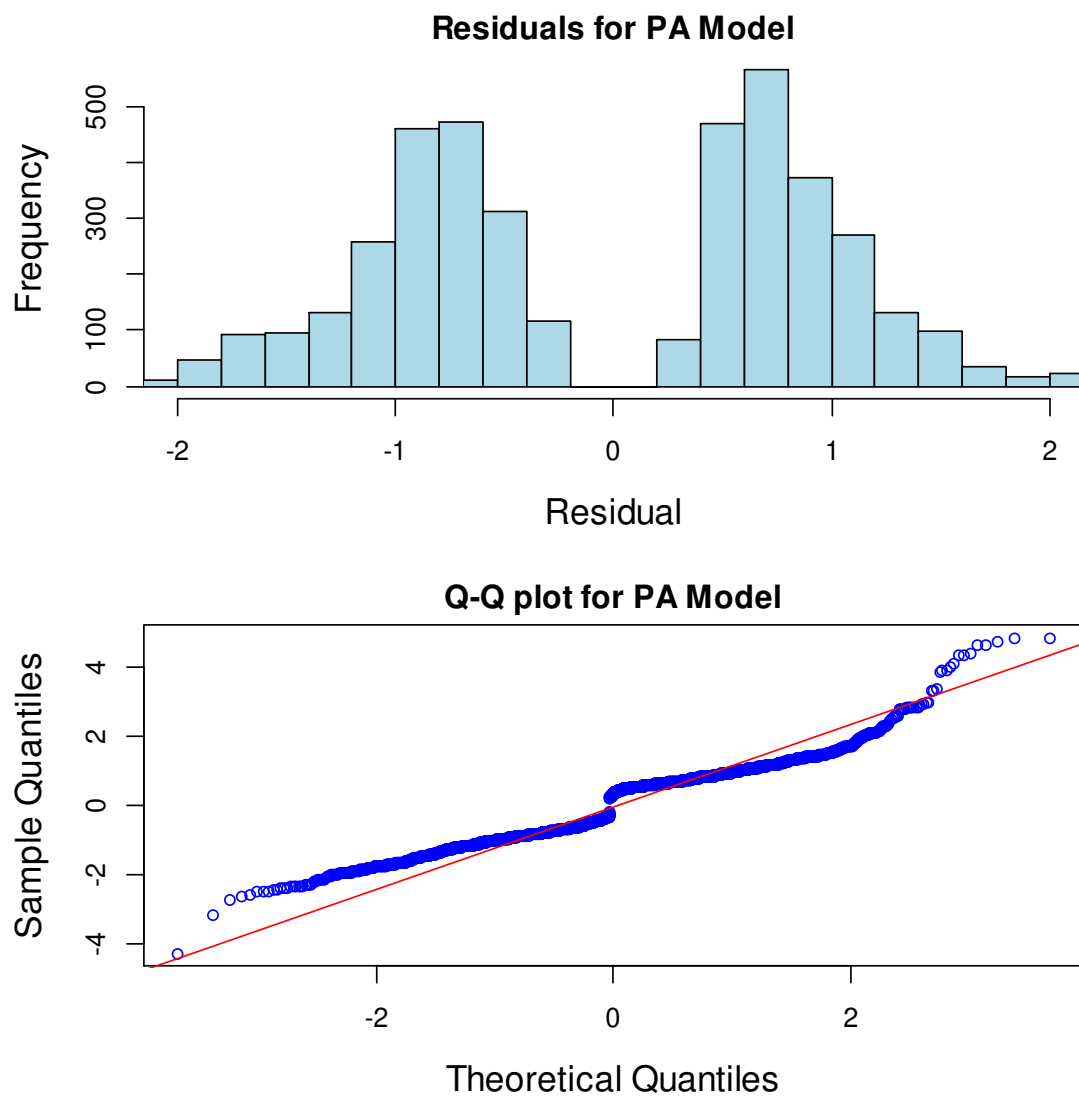 Residuals for PA Model
Frequency
500
300
100
0
-2 -1 0 1 2
Residual
Q-Q plot for PA Model
Sample Quantiles
4
2
0
-2
-4
-2 0 2
Theoretical Quantiles